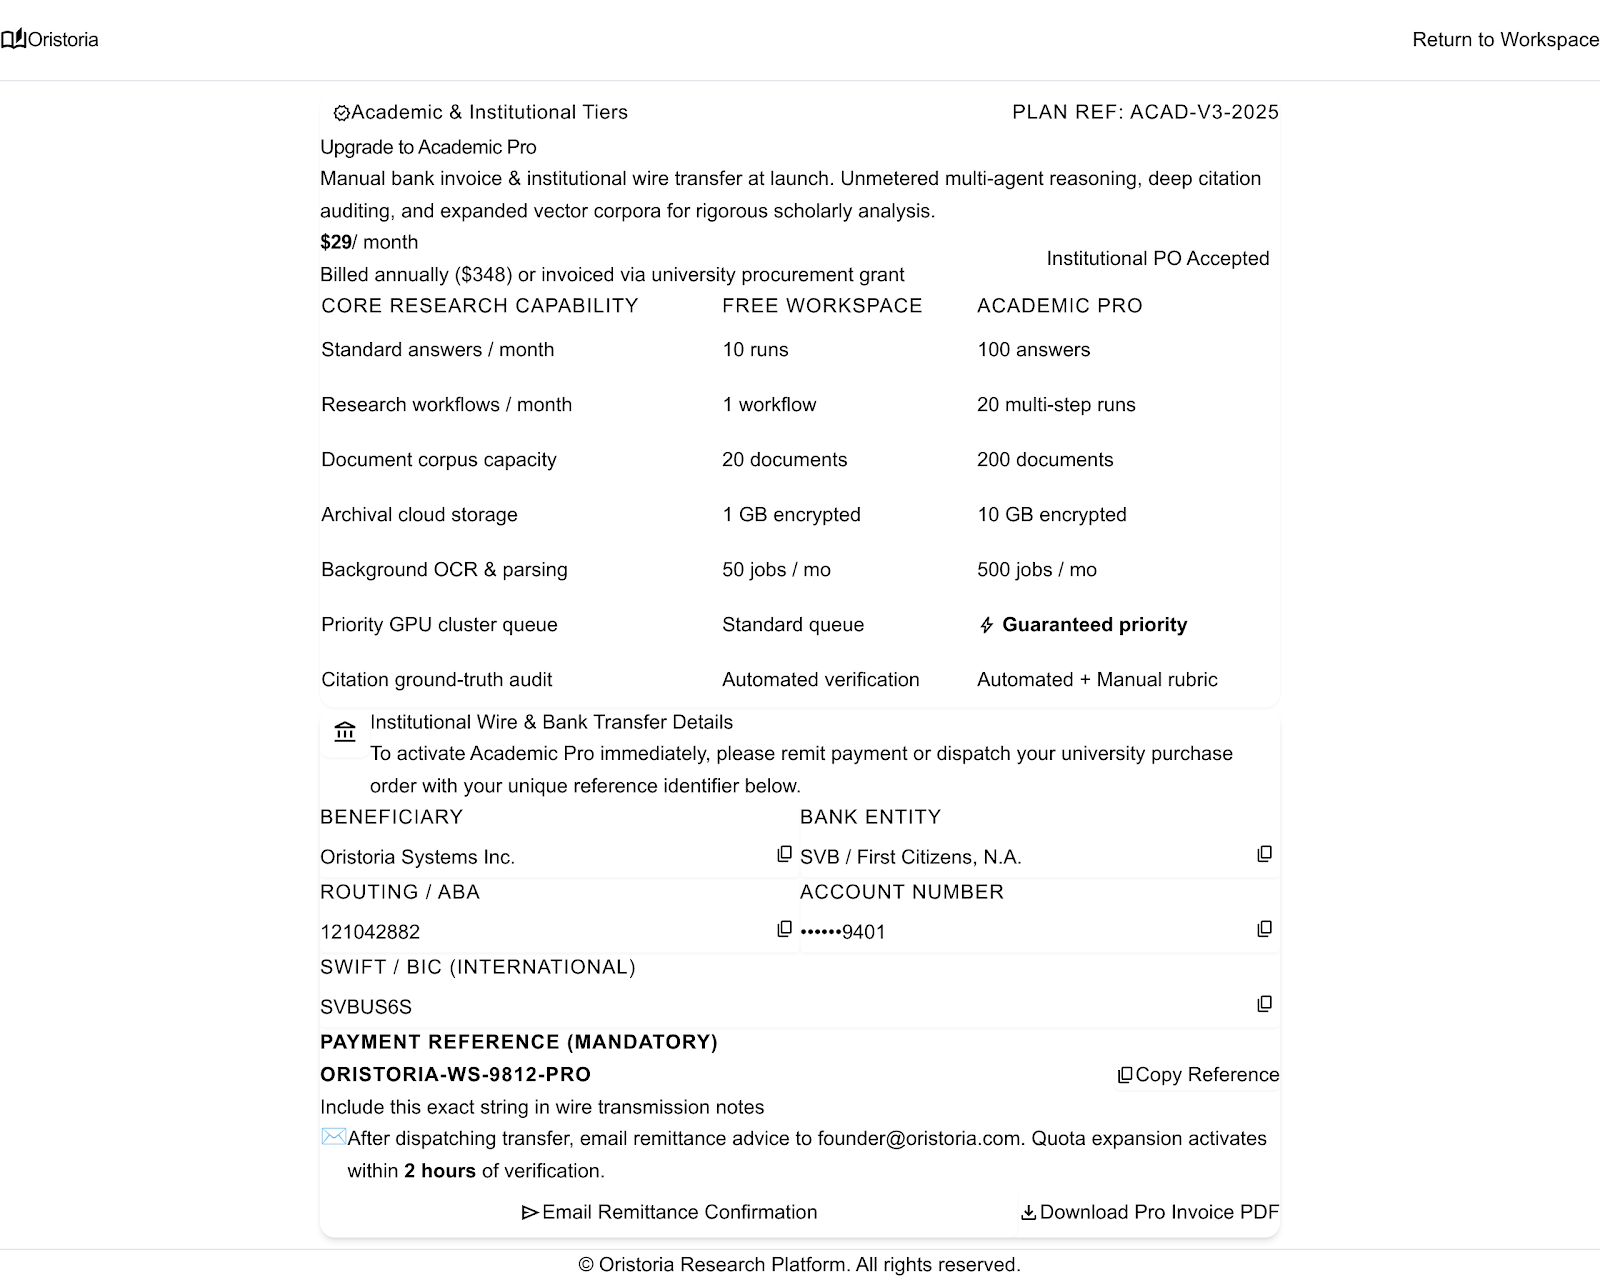 Oristoria
Return to Workspace
Academic & Institutional Tiers
PLAN REF: ACAD-V3-2025
Upgrade to Academic Pro
Manual bank invoice & institutional wire transfer at launch. Unmetered multi-agent reasoning, deep citation
auditing, and expanded vector corpora for rigorous scholarly analysis.
$29/ month
Billed annually ($348) or invoiced via university procurement grant
Institutional PO Accepted
CORE RESEARCH CAPABILITY FREE WORKSPACE ACADEMIC PRO
Standard answers / month 10 runs 100 answers
Research workflows / month 1 workflow 20 multi-step runs
Document corpus capacity 20 documents 200 documents
Archival cloud storage 1 GB encrypted 10 GB encrypted
Background OCR & parsing 50 jobs / mo 500 jobs / mo
Priority GPU cluster queue Standard queue Guaranteed priority
Citation ground-truth audit Automated verification Automated + Manual rubric
Institutional Wire & Bank Transfer Details
To activate Academic Pro immediately, please remit payment or dispatch your university purchase
order with your unique reference identifier below.
BENEFICIARY
Oristoria Systems Inc.
BANK ENTITY
SVB / First Citizens, N.A.
ROUTING / ABA
121042882
ACCOUNT NUMBER
••••••9401
SWIFT / BIC (INTERNATIONAL)
SVBUS6S
PAYMENT REFERENCE (MANDATORY)
ORISTORIA-WS-9812-PRO
Copy Reference
Include this exact string in wire transmission notes
After dispatching transfer, email remittance advice to founder@oristoria.com. Quota expansion activates
within 2 hours of verification.
Email Remittance Confirmation
Download Pro Invoice PDF
© Oristoria Research Platform. All rights reserved.